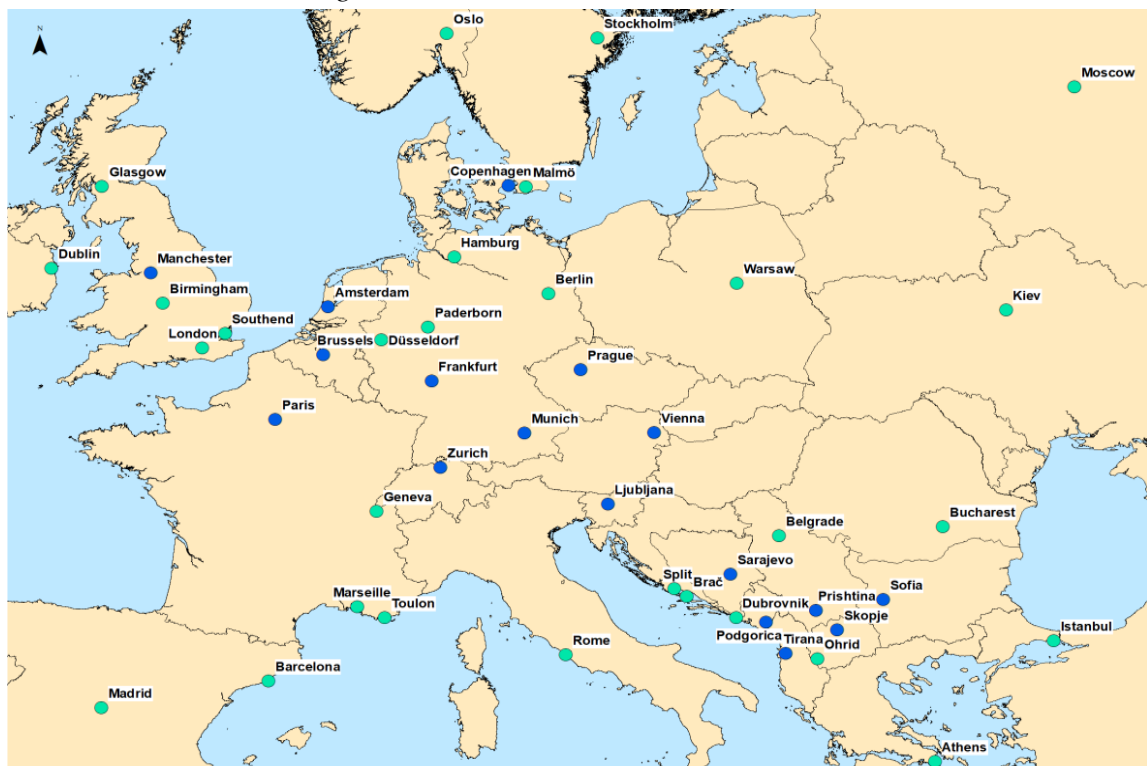 Oslo
Stockholm
Moscow
Glasgow
Copenhagen
Malmö
Dublin
Manchester
Hamburg
Birmingham
Berlin
Warsaw
Kiev
Amsterdam
Southend
Paderborn
London
Brussels
Düsseldorf
Prague
Frankfurt
Paris
Munich
Vienna
Zurich
Ljubljana
Geneva
Belgrade
Bucharest
Sarajevo
Split
Brač
Marseille
Toulon
Dubrovnik
Prishtina
Sofia
Skopje
Istanbul
Podgorica
Tirana
Ohrid
Rome
Barcelona
Madrid
Athens